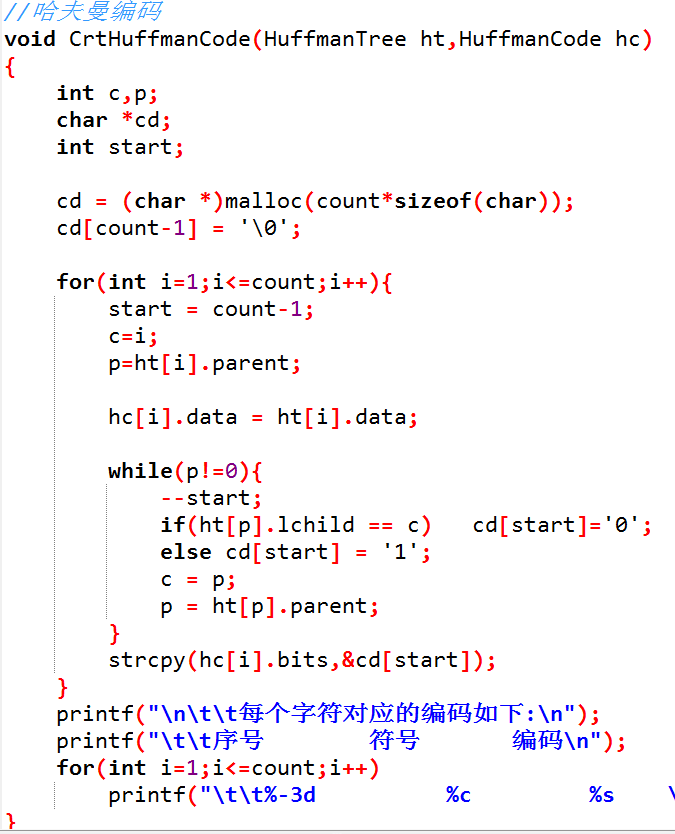 //哈夫曼编码
void CrtHuffmanCode(HuffmanTree ht,HuffmanCode hc)
{
    int c,p;
    char *cd;
    int start;

    cd = (char *)malloc(count*sizeof(char));
    cd[count-1] = '\0';

    for(int i=1;i<=count;i++){
        start = count-1;
        c=i;
        p=ht[i].parent;

        hc[i].data = ht[i].data;

        while(p!=0){
            --start;
            if(ht[p].lchild == c)   cd[start]='0';
            else cd[start] = '1';
            c = p;
            p = ht[p].parent;
        }
        strcpy(hc[i].bits,&cd[start]);
    }
    printf("\n\t\t每个字符对应的编码如下:\n");
    printf("\t\t序号        符号       编码\n");
    for(int i=1;i<=count;i++)
        printf("\t\t%-3d          %c         %s    \
}